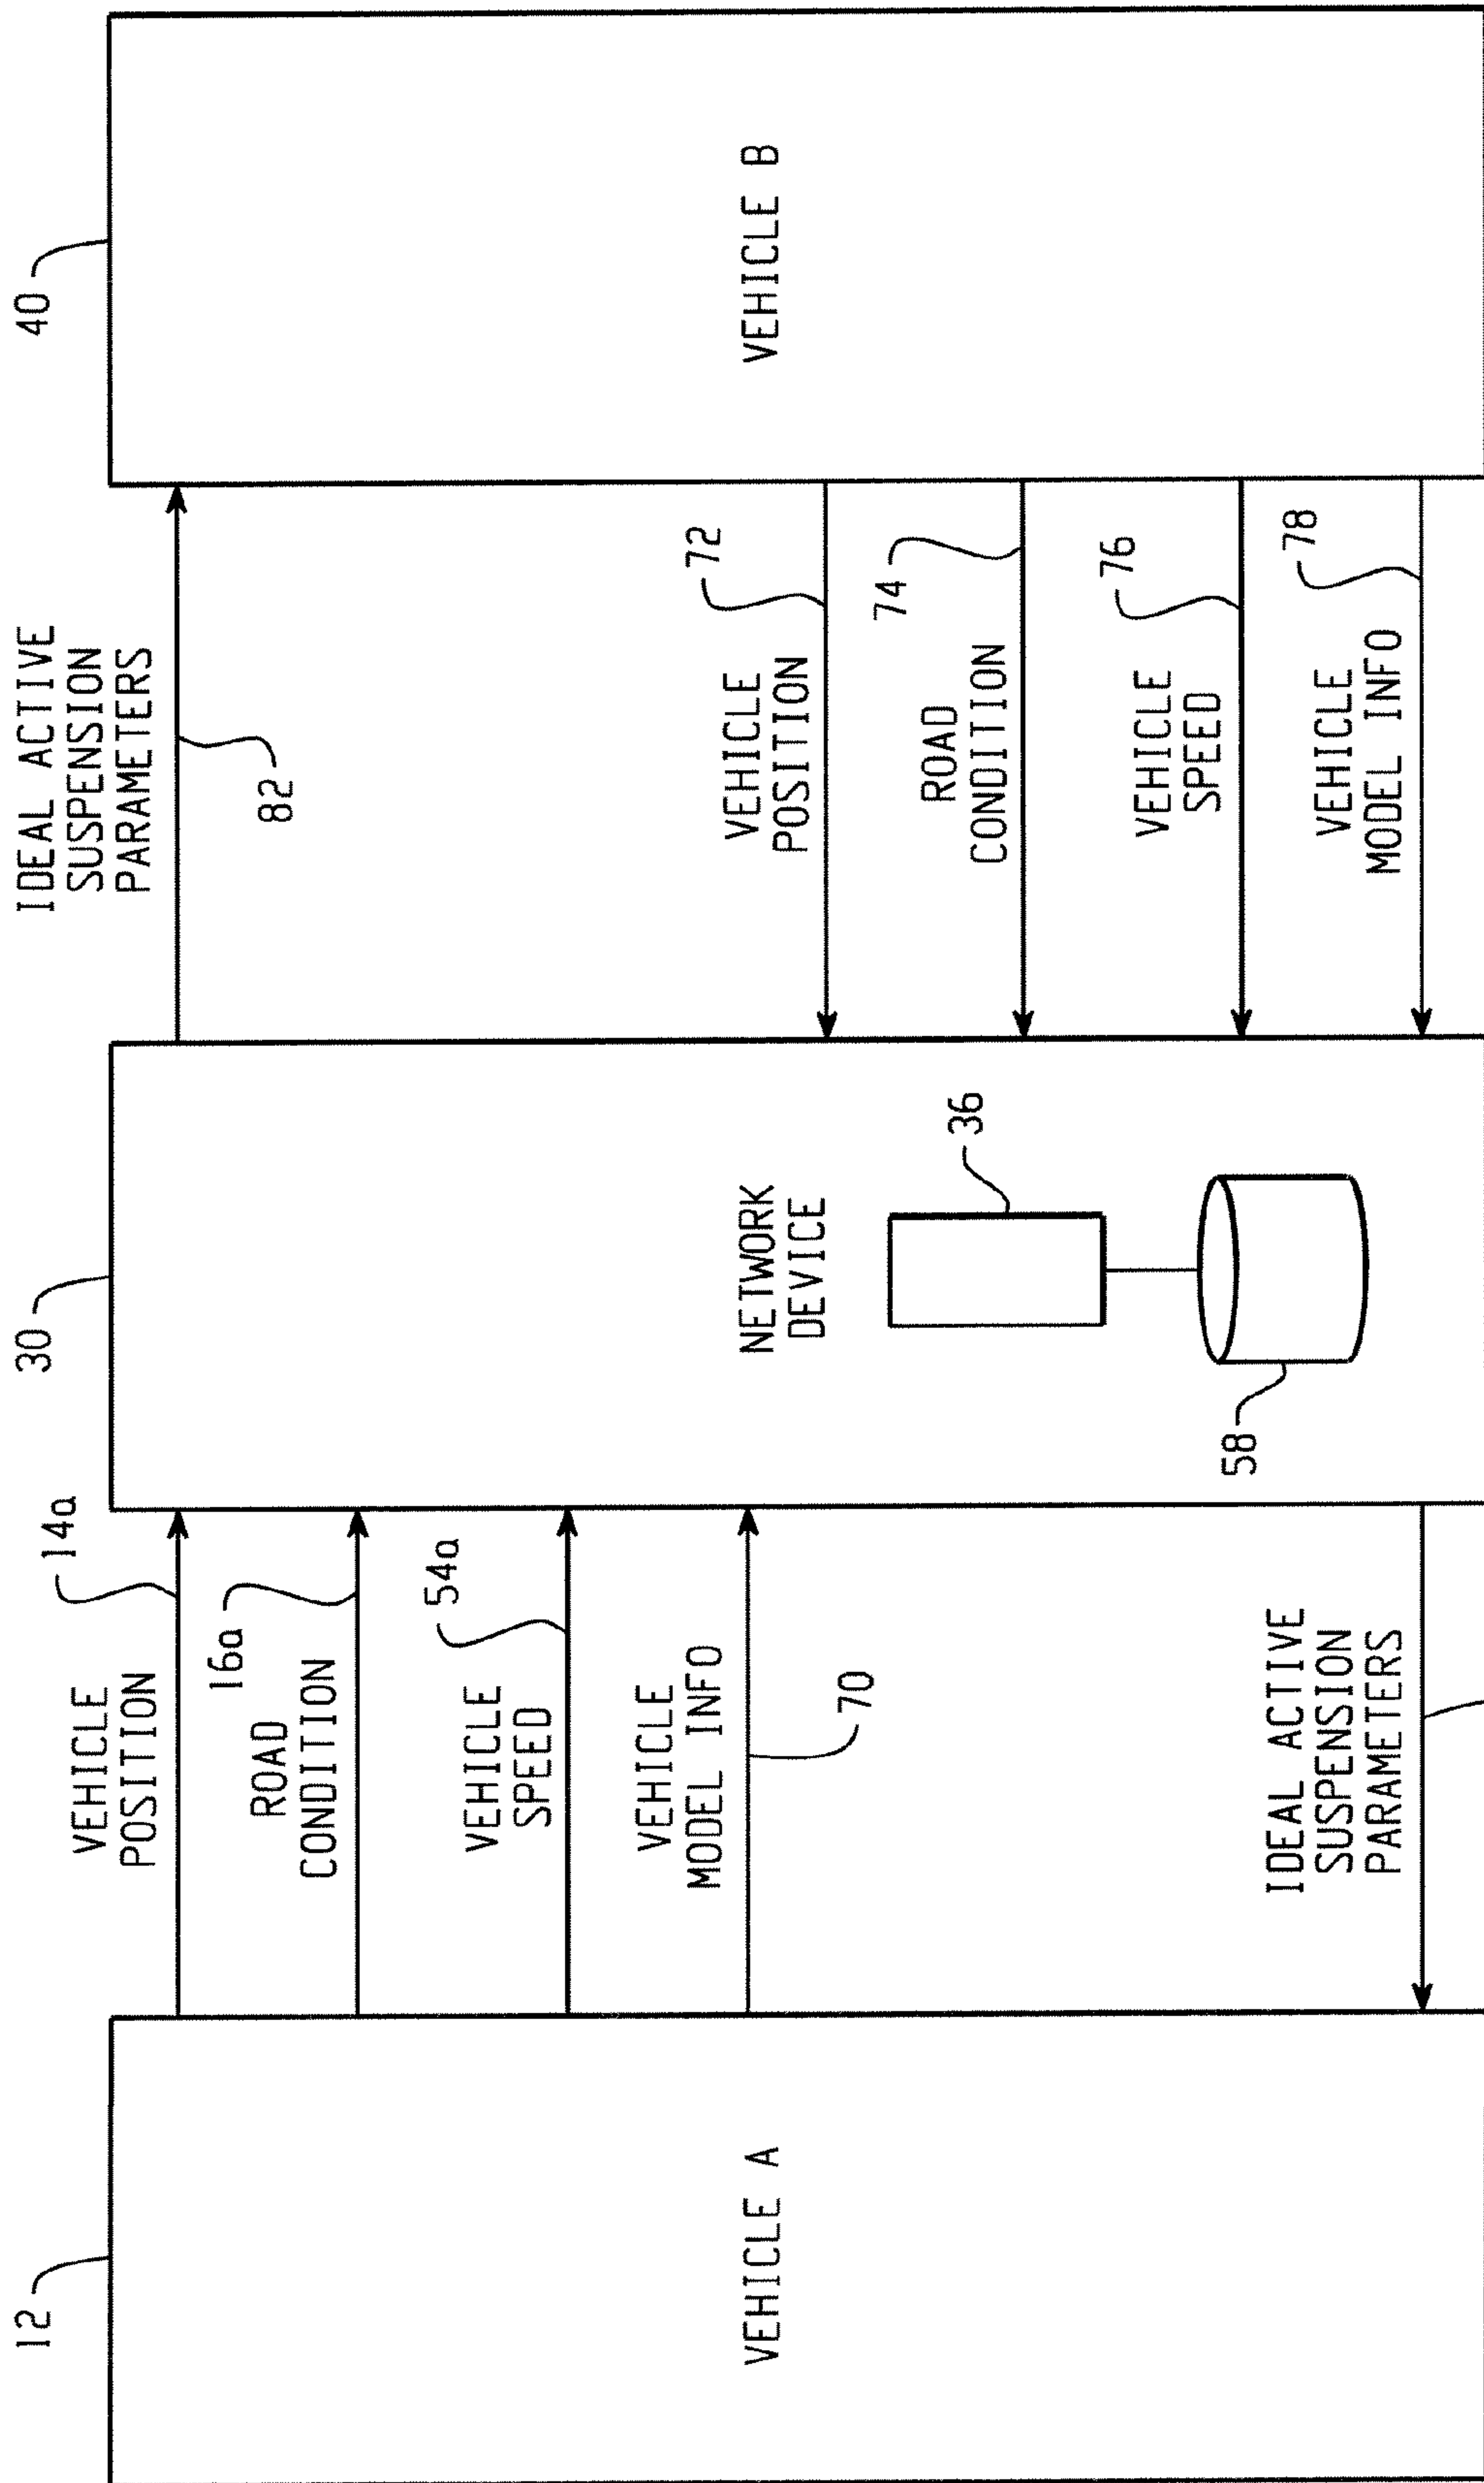 12
VEHICLE A
VEHICLE
POSITION
14a
16a
ROAD
CONDITION
VEHICLE
SPEED
54a
VEHICLE
MODEL INFO
70
IDEAL ACTIVE
SUSPENSION
PARAMETERS
30
NETWORK
DEVICE
36
58
IDEAL ACTIVE
SUSPENSION
PARAMETERS
82
VEHICLE
POSITION
72
ROAD
CONDITION
74
VEHICLE
SPEED
76
VEHICLE
MODEL INFO
78
40
VEHICLE B